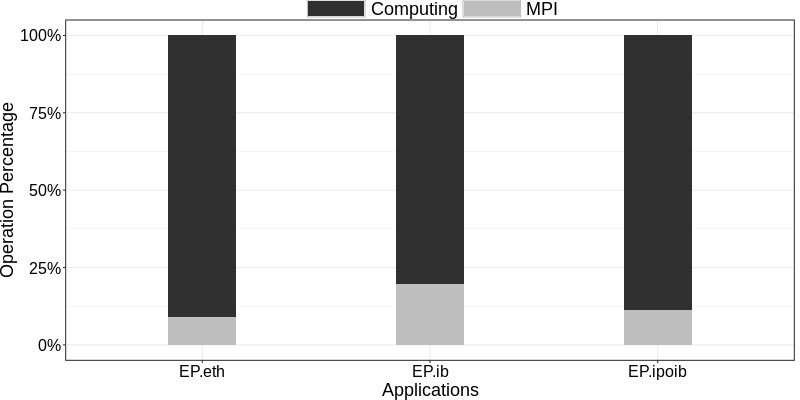 Computing MPI
Operation Percentage
100%
75%
50%
25%
0%
EP.eth EP.ib EP.ipoib
Applications